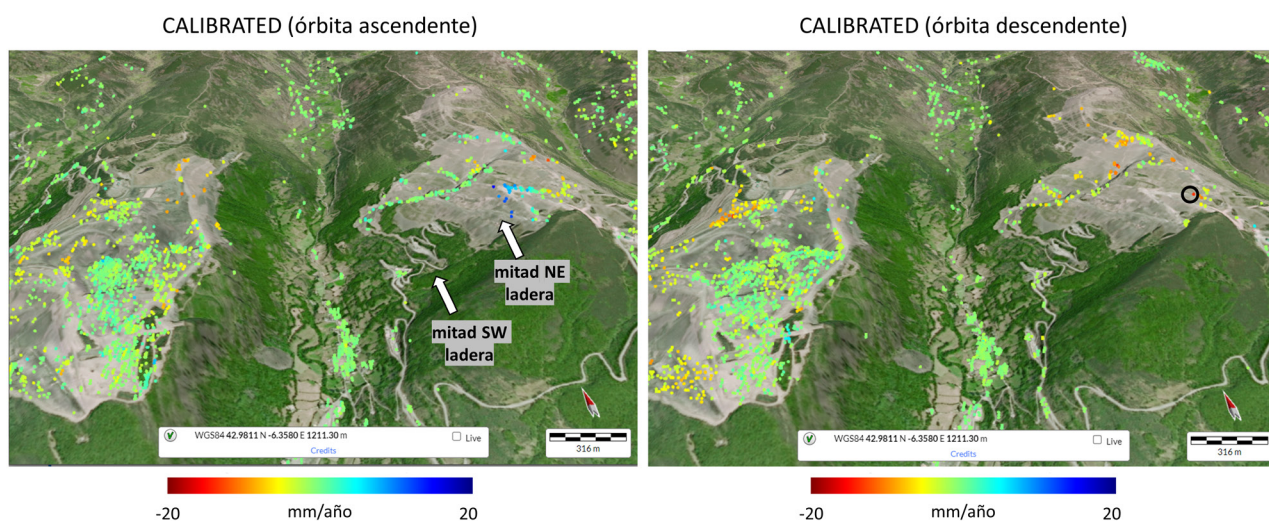 CALIBRATED (órbita ascendente)
CALIBRATED (órbita descendente)
mitad NE
ladera
mitad SW
ladera
WGS84 42.9811 N -6.3580 E 1211.30 m
Live
Credits
316 m
WGS84 42.9811 N -6.3580 E 1211.30 m
Live
Credits
316 m
-20
mm/año
20
-20
mm/año
20